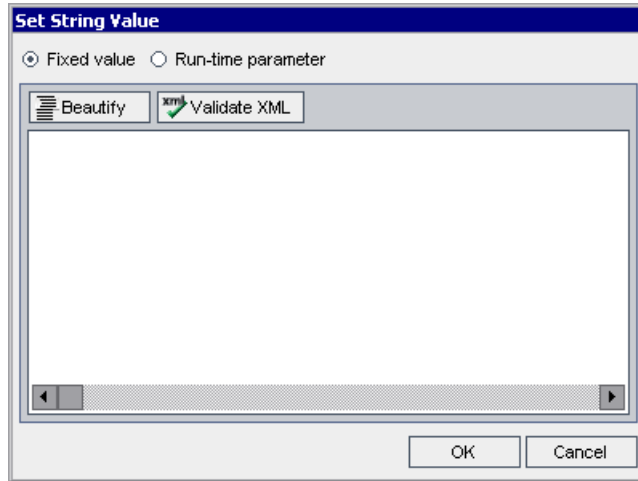 Set String Value
Fixed value Run-time parameter
Beautify xml Validate XML
OK Cancel